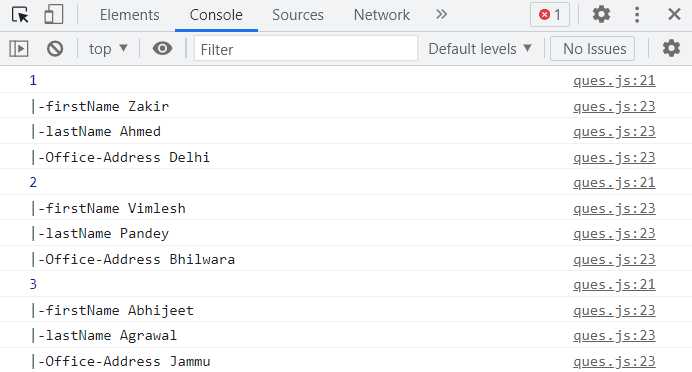 Elements Console Sources Network » 1
top ▼ Filter Default levels ▼ No Issues
1 ques.js:21
|-firstName Zakir ques.js:23
|-lastName Ahmed ques.js:23
|-Office-Address Delhi ques.js:23
2 ques.js:21
|-firstName Vimlesh ques.js:23
|-lastName Pandey ques.js:23
|-Office-Address Bhilwara ques.js:23
3 ques.js:21
|-firstName Abhijeet ques.js:23
|-lastName Agrawal ques.js:23
|-Office-Address Jammu ques.js:23